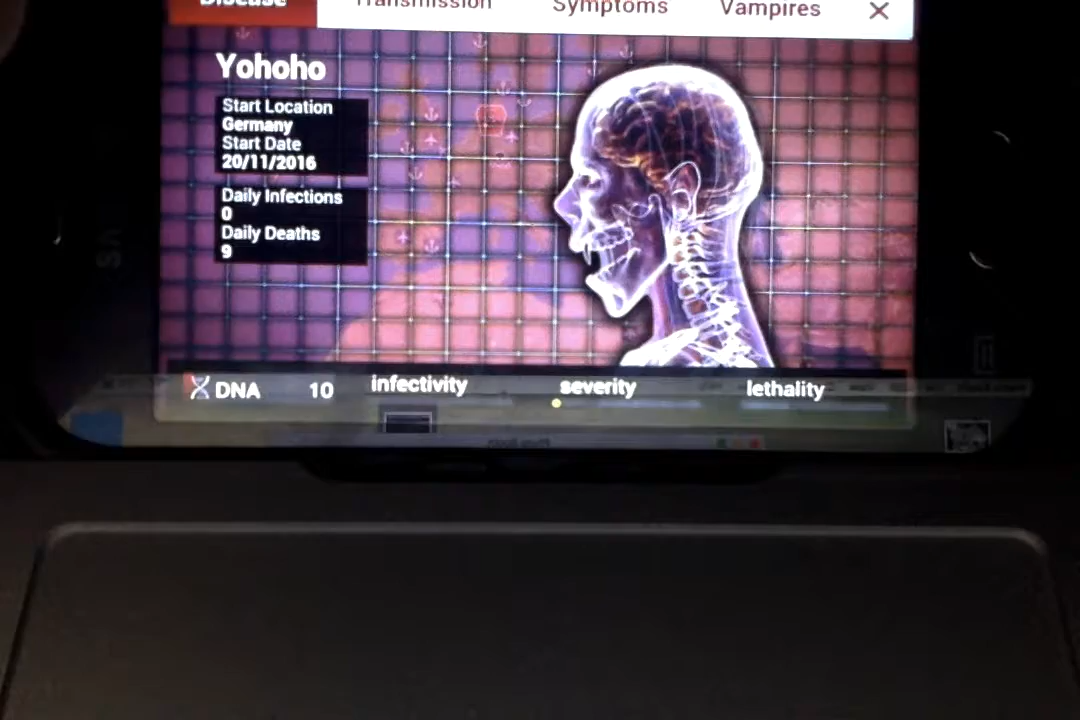 Disease Transmission Symptoms Vampires ✕
Yohoho
Start Location
Germany
Start Date
20/11/2016
Daily Infections
0
Daily Deaths
9
DNA 10 infectivity severity lethality